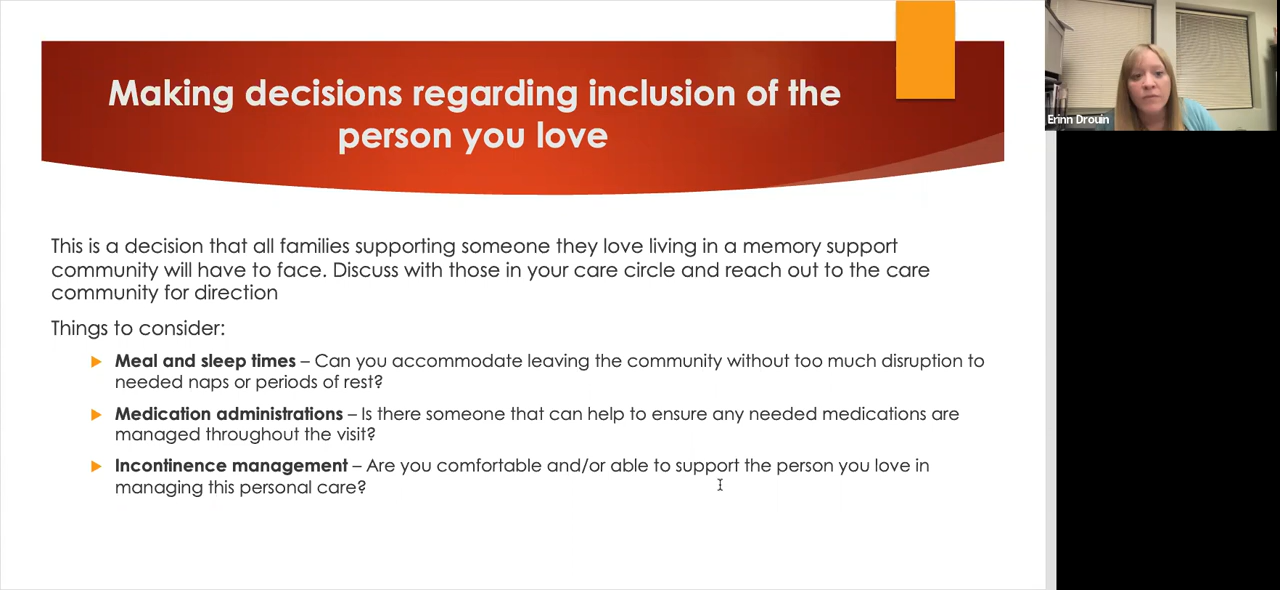 Making decisions regarding inclusion of the
person you love
Erinn Drouin
This is a decision that all families supporting someone they love living in a memory support
community will have to face. Discuss with those in your care circle and reach out to the care
community for direction
Things to consider:
Meal and sleep times – Can you accommodate leaving the community without too much disruption to
needed naps or periods of rest?
Medication administrations – Is there someone that can help to ensure any needed medications are
managed throughout the visit?
Incontinence management – Are you comfortable and/or able to support the person you love in
managing this personal care?